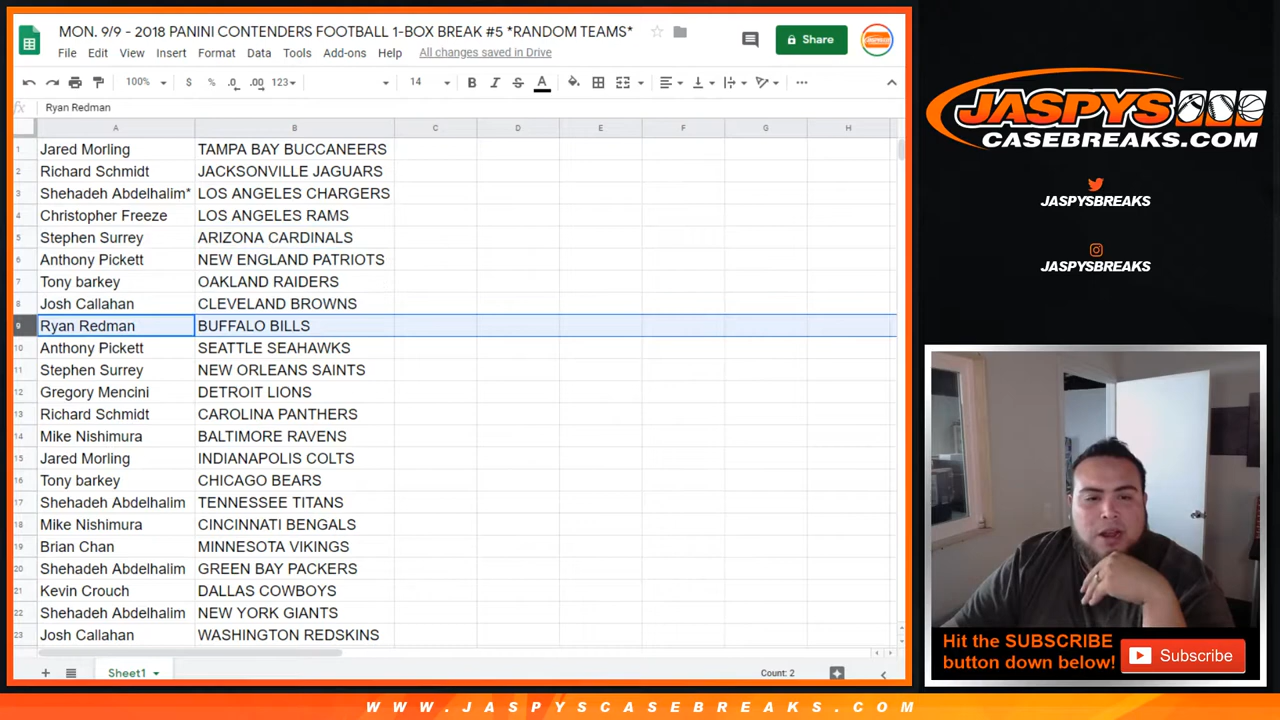 MON. 9/9 - 2018 PANINI CONTENDERS FOOTBALL 1-BOX BREAK #5 *RANDOM TEAMS*
File Edit View Format Data Tools Add-ons Help All changes saved in Drive
Share
100% $ % .0 .00 123 14 B I S A
fx Ryan Redman
A B C D E F G H
1 Jared Morling TAMPA BAY BUCCANEERS
2 Richard Schmidt JACKSONVILLE JAGUARS
3 Shehadeh Abdelhalim* LOS ANGELES CHARGERS
4 Christopher Freeze LOS ANGELES RAMS
5 Stephen Surrey ARIZONA CARDINALS
6 Anthony Pickett NEW ENGLAND PATRIOTS
7 Tony barkey OAKLAND RAIDERS
8 Josh Callahan CLEVELAND BROWNS
9 Ryan Redman BUFFALO BILLS
10 Anthony Pickett SEATTLE SEAHAWKS
11 Stephen Surrey NEW ORLEANS SAINTS
12 Gregory Mencini DETROIT LIONS
13 Richard Schmidt CAROLINA PANTHERS
14 Mike Nishimura BALTIMORE RAVENS
15 Jared Morling INDIANAPOLIS COLTS
16 Tony barkey CHICAGO BEARS
17 Shehadeh Abdelhalim TENNESSEE TITANS
18 Mike Nishimura CINCINNATI BENGALS
19 Brian Chan MINNESOTA VIKINGS
20 Shehadeh Abdelhalim GREEN BAY PACKERS
21 Kevin Crouch DALLAS COWBOYS
22 Shehadeh Abdelhalim NEW YORK GIANTS
23 Josh Callahan WASHINGTON REDSKINS
Sheet1 Count: 2
JASPYS
CASEBREAKS.COM
JASPYSBREAKS
JASPYSBREAKS
Hit the SUBSCRIBE
button down below!
Subscribe
WWW.JASPYSCASEBREAKS.COM